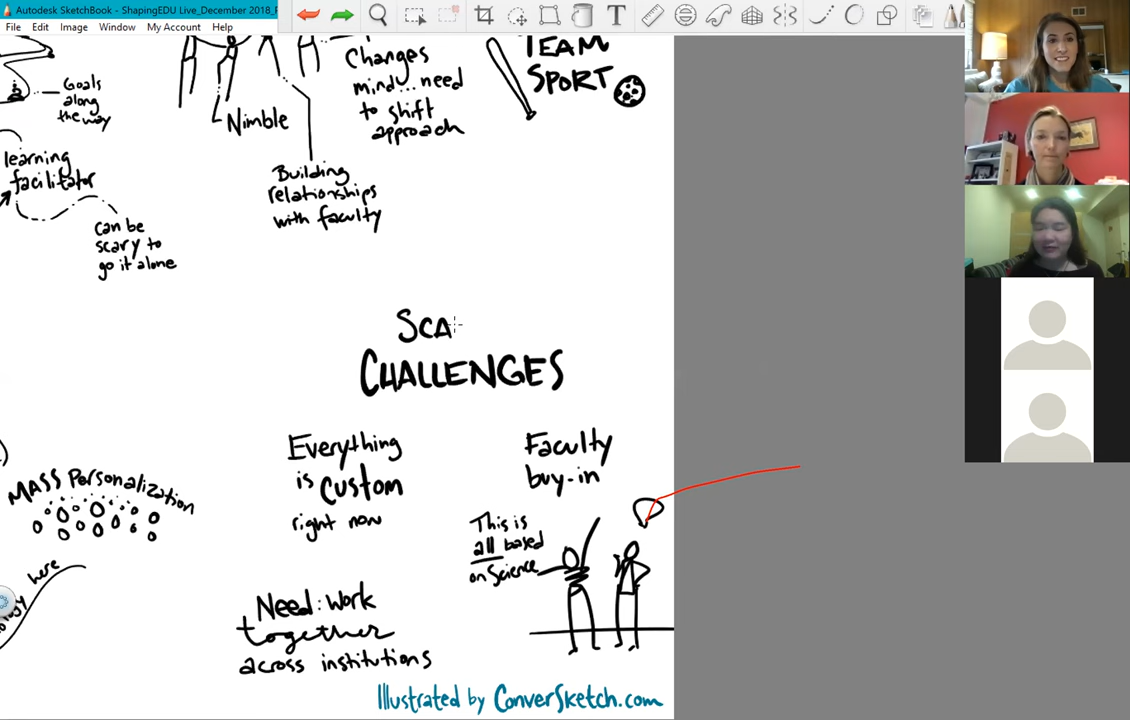 Autodesk SketchBook - ShapingEDU Live_December 2018_
File Edit Image Window My Account Help
Goals
along
the way
Nimble
Changes
mind...need
to shift
approach
TEAM
SPORT
learning
facilitator
can be
scary to
go it alone
Building
relationships
with faculty
SCA
CHALLENGES
MASS Personalization
Everything
is Custom
right now
Faculty
buy-in
This is
all based
on Science
here
Need: Work
together
across institutions
Illustrated by ConverSketch.com